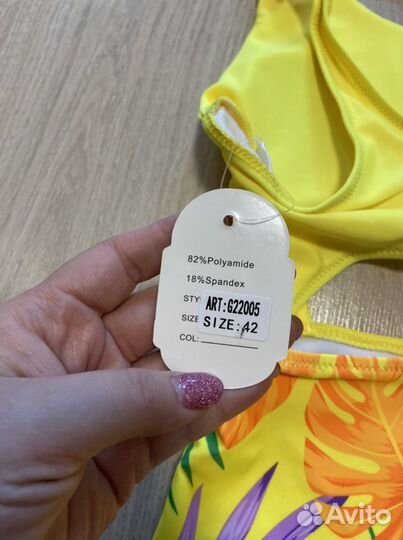 82%Polyamide
18%Spandex
STY
ART:G22005
SIZE
SIZE:42
COL:
Avito